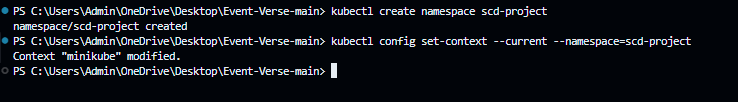 PS C:\Users\Admin\OneDrive\Desktop\Event-Verse-main> kubectl create namespace scd-project
namespace/scd-project created
PS C:\Users\Admin\OneDrive\Desktop\Event-Verse-main> kubectl config set-context --current --namespace=scd-project
Context "minikube" modified.
PS C:\Users\Admin\OneDrive\Desktop\Event-Verse-main>